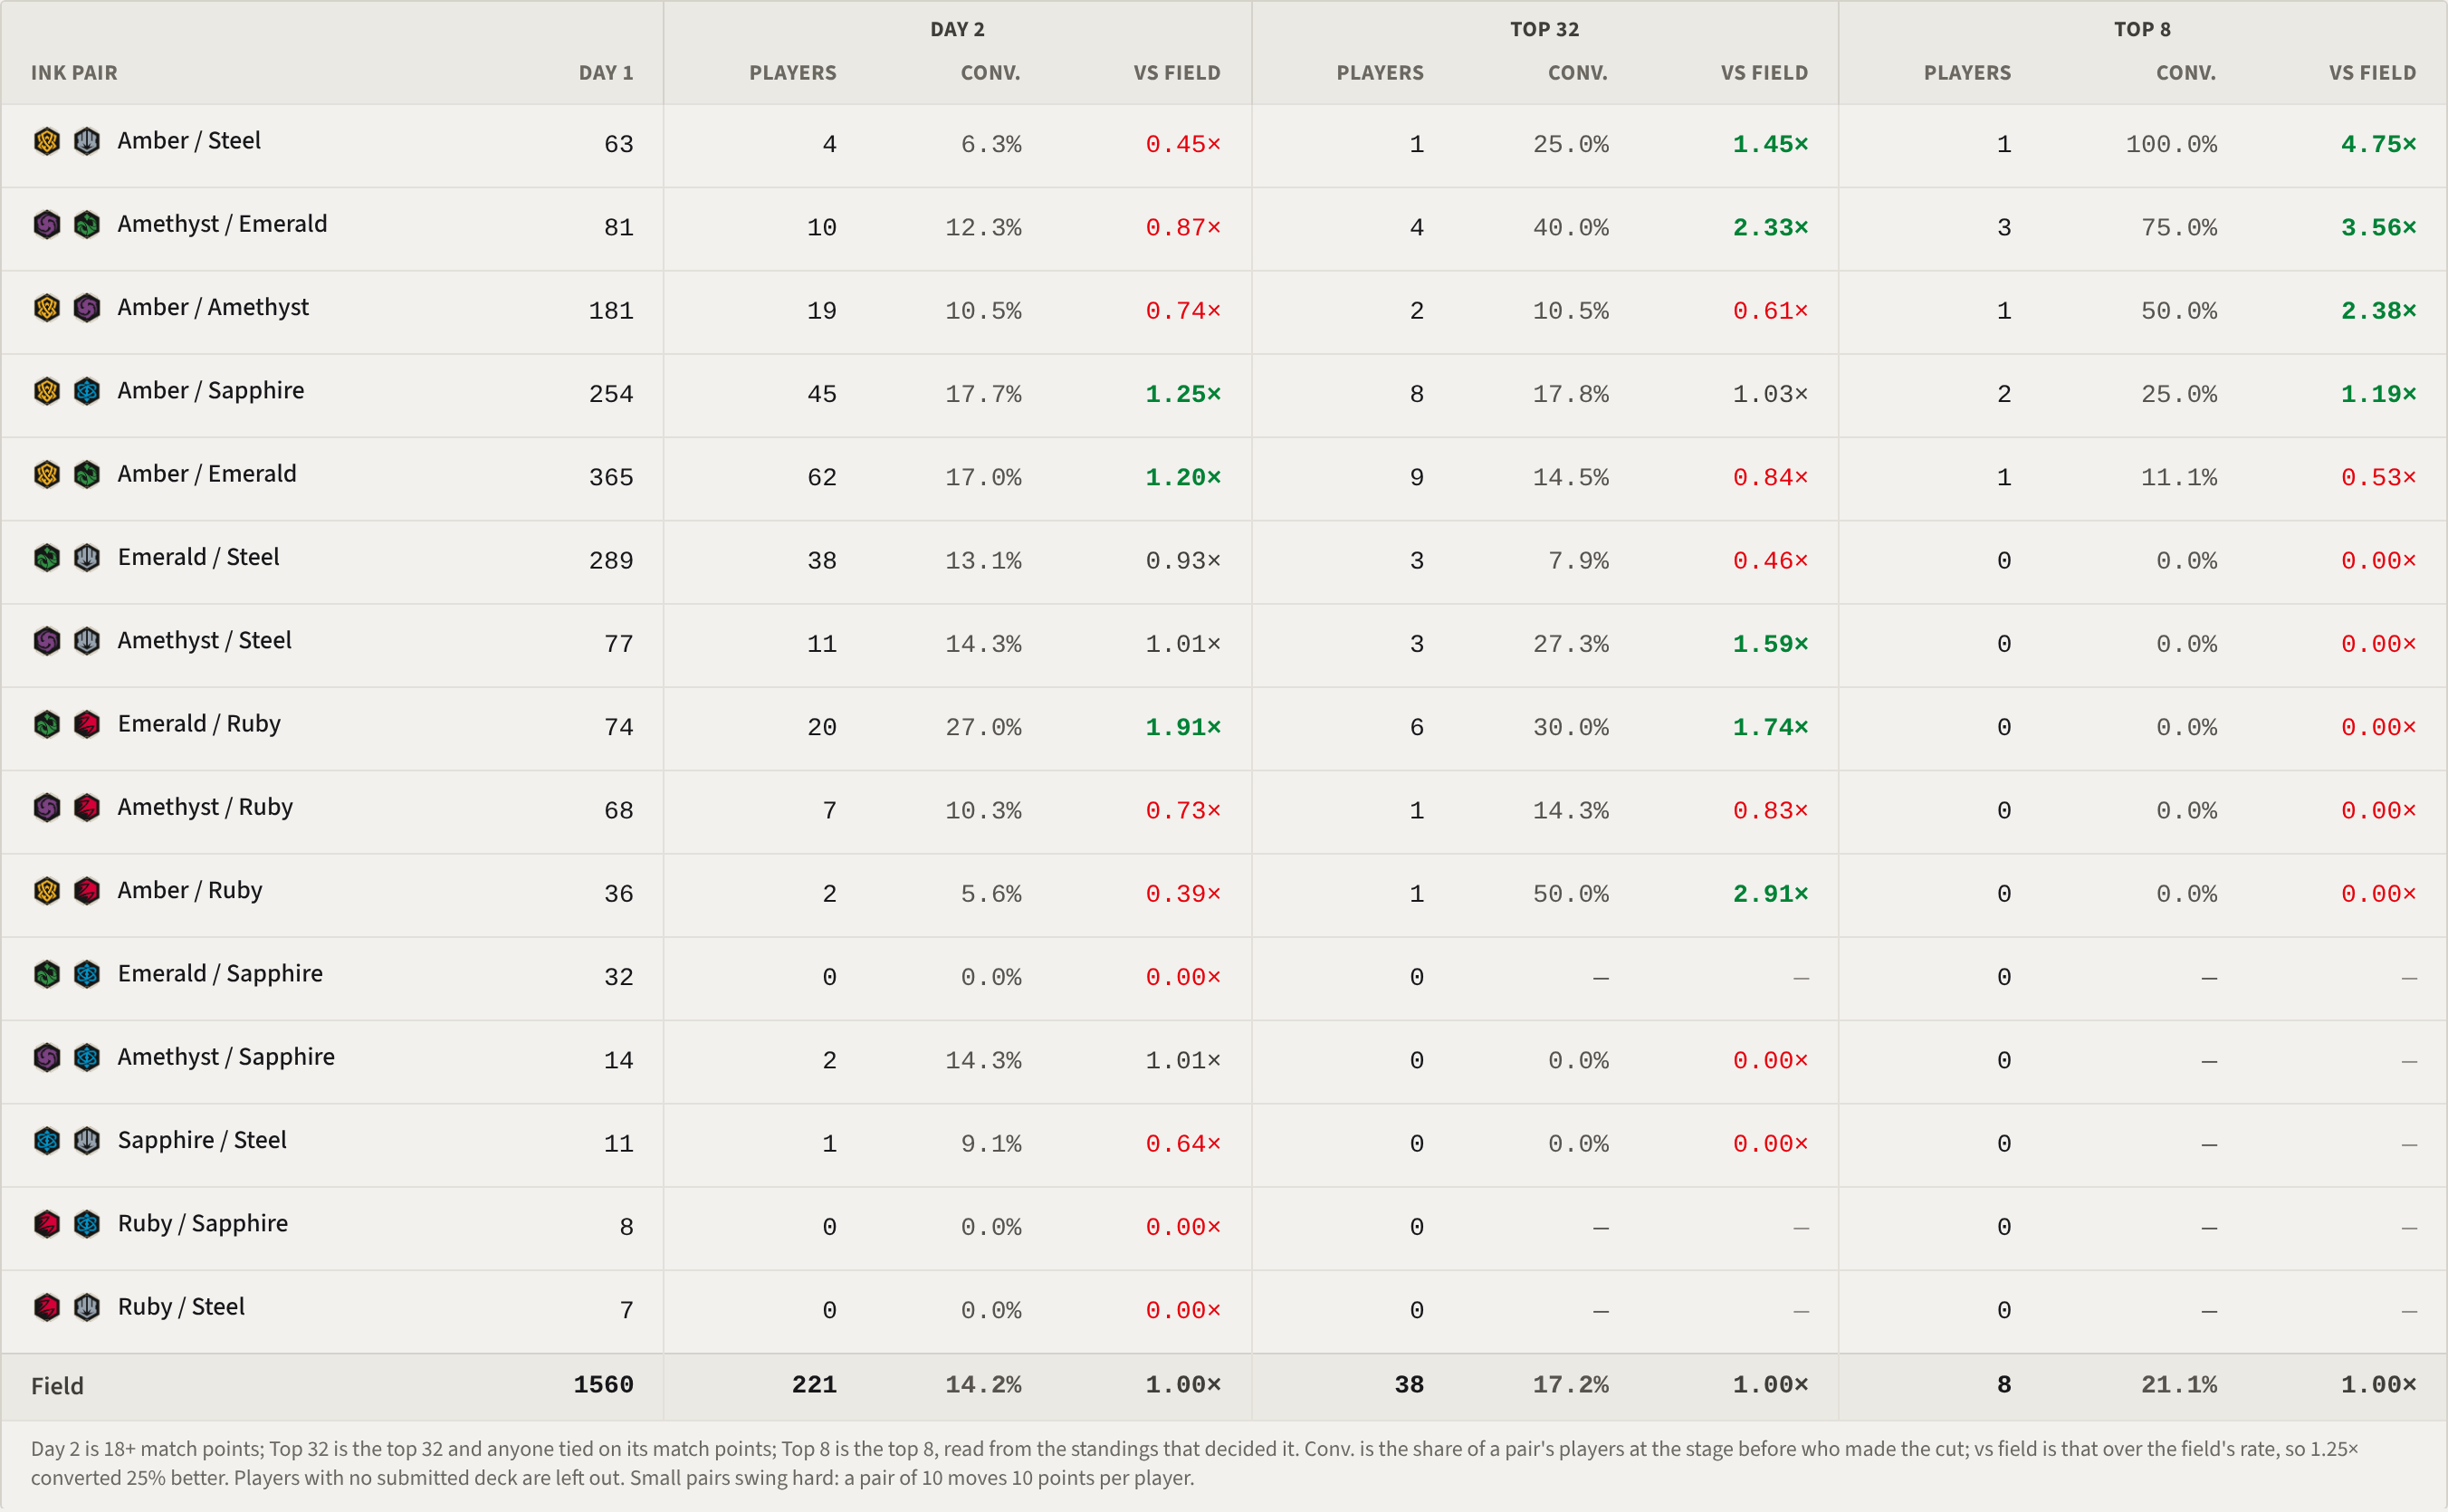 DAY 2 TOP 32 TOP 8
INK PAIR DAY 1 PLAYERS CONV. VS FIELD PLAYERS CONV. VS FIELD PLAYERS CONV. VS FIELD
Amber / Steel 63 4 6.3% 0.45× 1 25.0% 1.45× 1 100.0% 4.75×
Amethyst / Emerald 81 10 12.3% 0.87× 4 40.0% 2.33× 3 75.0% 3.56×
Amber / Amethyst 181 19 10.5% 0.74× 2 10.5% 0.61× 1 50.0% 2.38×
Amber / Sapphire 254 45 17.7% 1.25× 8 17.8% 1.03× 2 25.0% 1.19×
Amber / Emerald 365 62 17.0% 1.20× 9 14.5% 0.84× 1 11.1% 0.53×
Emerald / Steel 289 38 13.1% 0.93× 3 7.9% 0.46× 0 0.0% 0.00×
Amethyst / Steel 77 11 14.3% 1.01× 3 27.3% 1.59× 0 0.0% 0.00×
Emerald / Ruby 74 20 27.0% 1.91× 6 30.0% 1.74× 0 0.0% 0.00×
Amethyst / Ruby 68 7 10.3% 0.73× 1 14.3% 0.83× 0 0.0% 0.00×
Amber / Ruby 36 2 5.6% 0.39× 1 50.0% 2.91× 0 0.0% 0.00×
Emerald / Sapphire 32 0 0.0% 0.00× 0 – – 0 – –
Amethyst / Sapphire 14 2 14.3% 1.01× 0 0.0% 0.00× 0 – –
Sapphire / Steel 11 1 9.1% 0.64× 0 0.0% 0.00× 0 – –
Ruby / Sapphire 8 0 0.0% 0.00× 0 – – 0 – –
Ruby / Steel 7 0 0.0% 0.00× 0 – – 0 – –
Field 1560 221 14.2% 1.00× 38 17.2% 1.00× 8 21.1% 1.00×
Day 2 is 18+ match points; Top 32 is the top 32 and anyone tied on its match points; Top 8 is the top 8, read from the standings that decided it. Conv. is the share of a pair's players at the stage before who made the cut; vs field is that over the field's rate, so 1.25×
converted 25% better. Players with no submitted deck are left out. Small pairs swing hard: a pair of 10 moves 10 points per player.